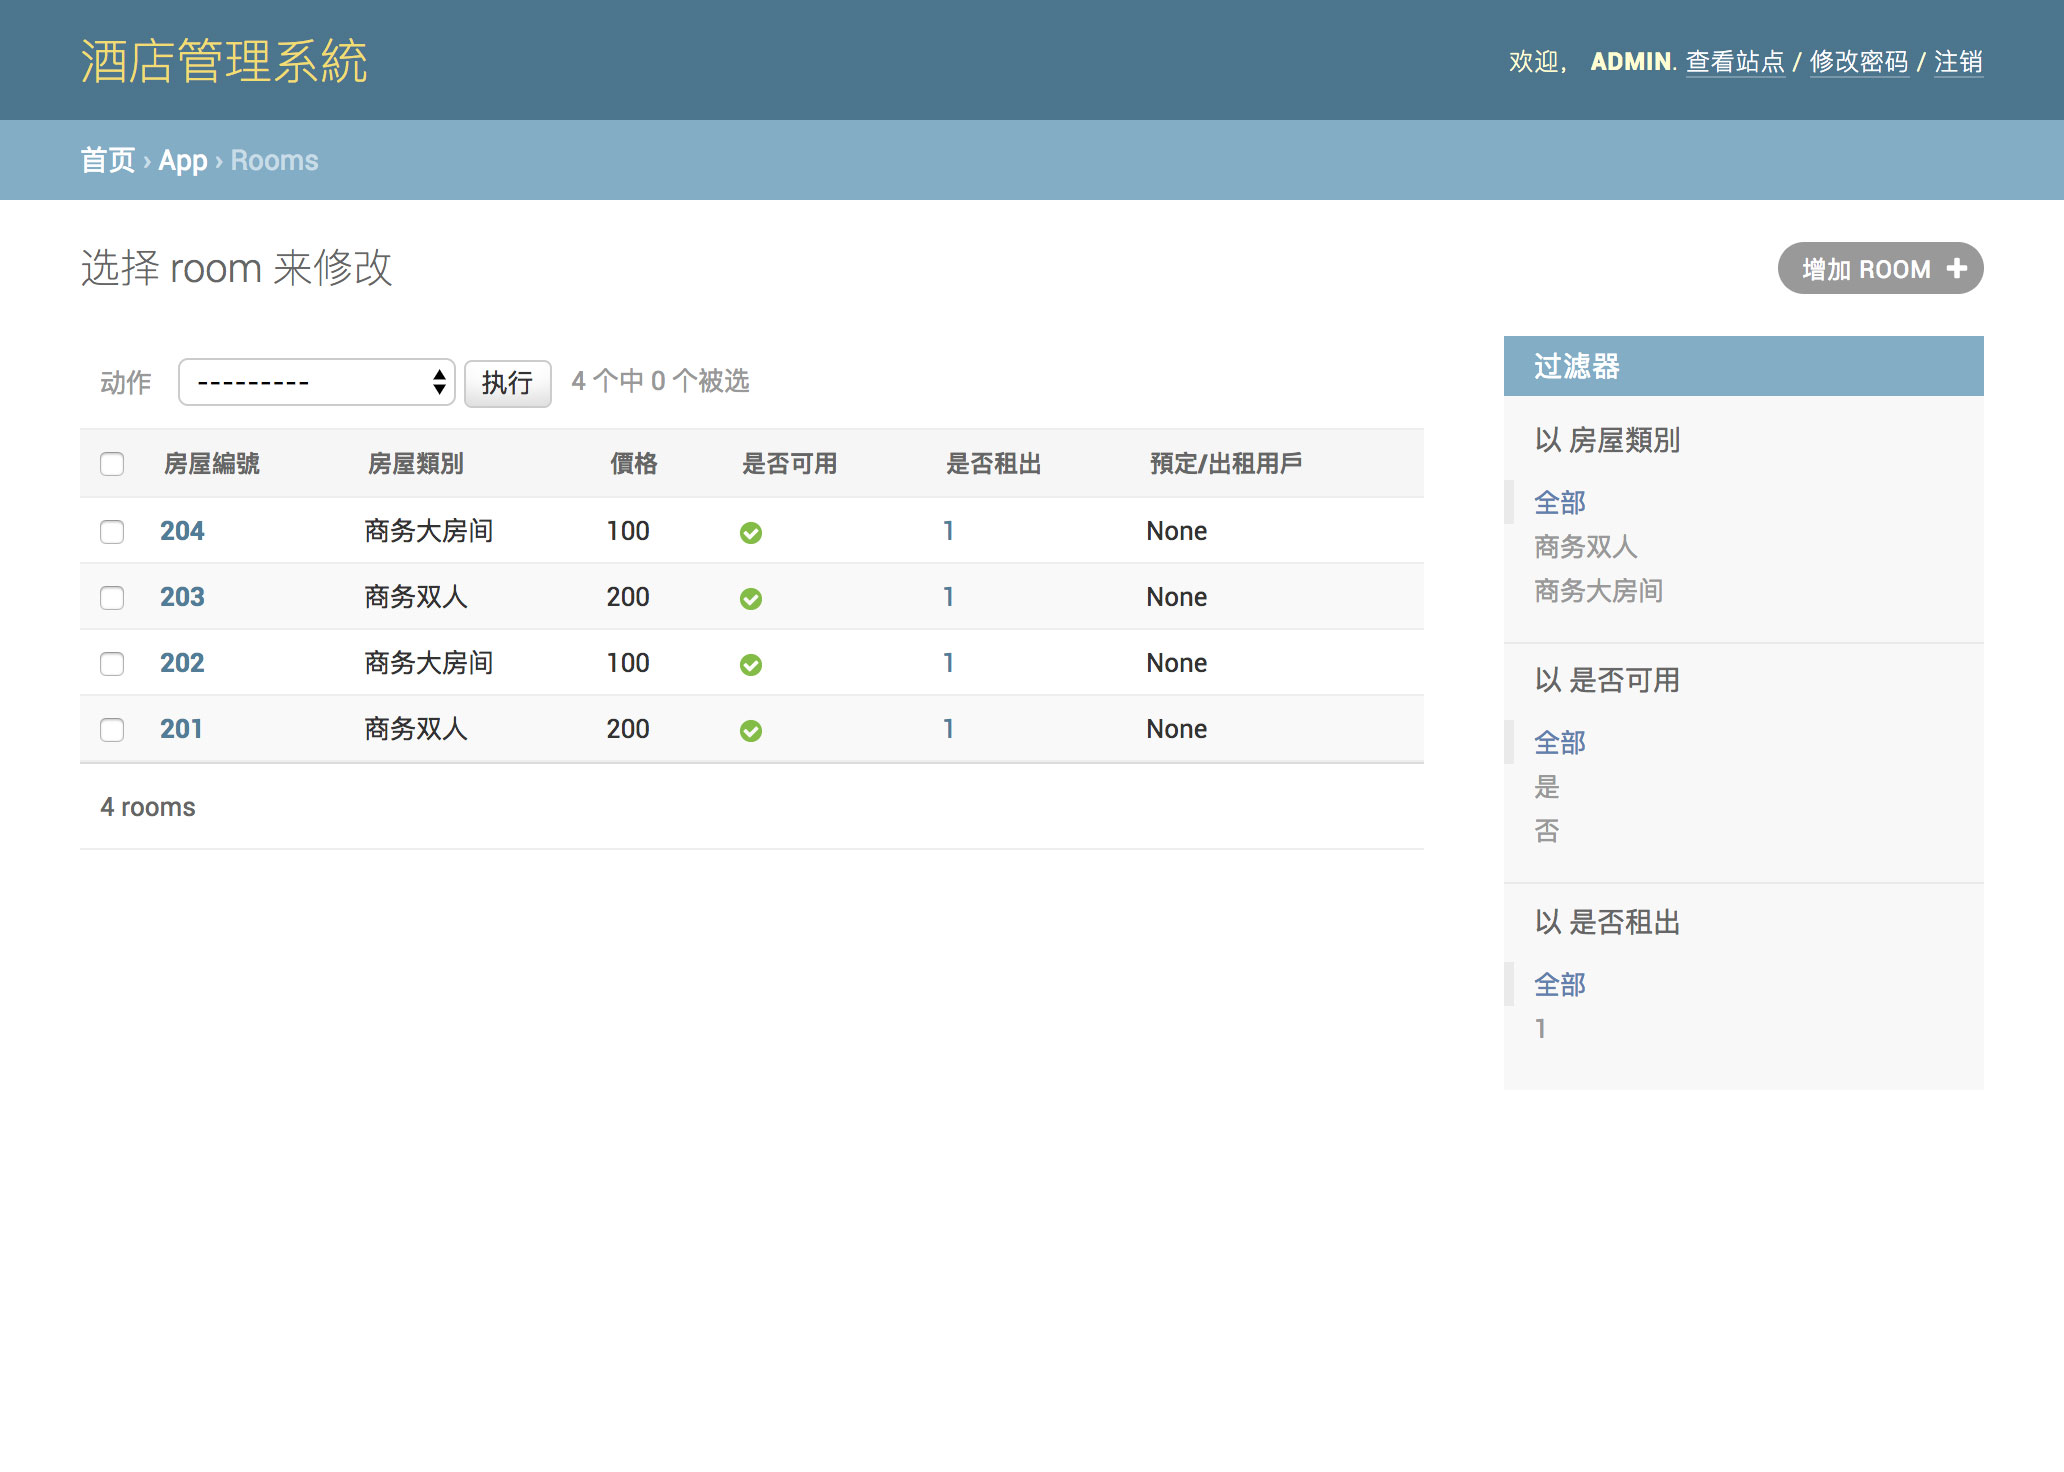 酒店管理系統
欢迎， ADMIN. 查看站点 / 修改密码 / 注销
首页 › App › Rooms
选择 room 来修改
增加 ROOM
动作 --------- 执行 4 个中 0 个被选
房屋編號 房屋類別 價格 是否可用 是否租出 預定/出租用戶
204 商务大房间 100 1 None
203 商务双人 200 1 None
202 商务大房间 100 1 None
201 商务双人 200 1 None
4 rooms
过滤器
以 房屋類別
全部
商务双人
商务大房间
以 是否可用
全部
是
否
以 是否租出
全部
1